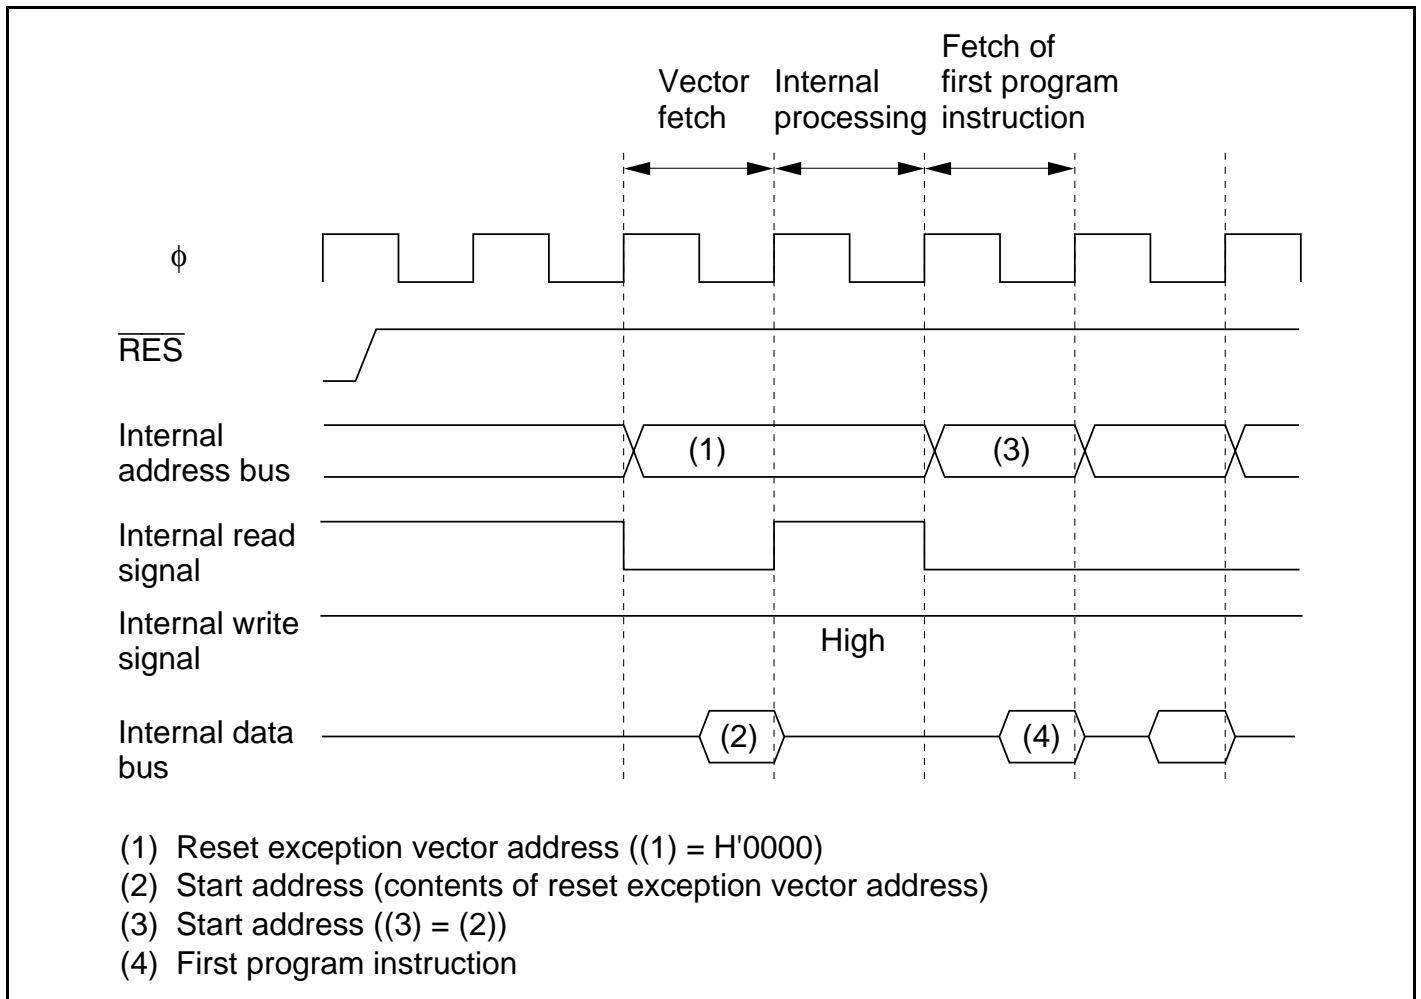 Vector fetch
Internal processing
Fetch of first program instruction
ϕ
RES
Internal address bus
(1)
(3)
Internal read signal
Internal write signal
High
Internal data bus
(2)
(4)
(1) Reset exception vector address ((1) = H'0000)
(2) Start address (contents of reset exception vector address)
(3) Start address ((3) = (2))
(4) First program instruction